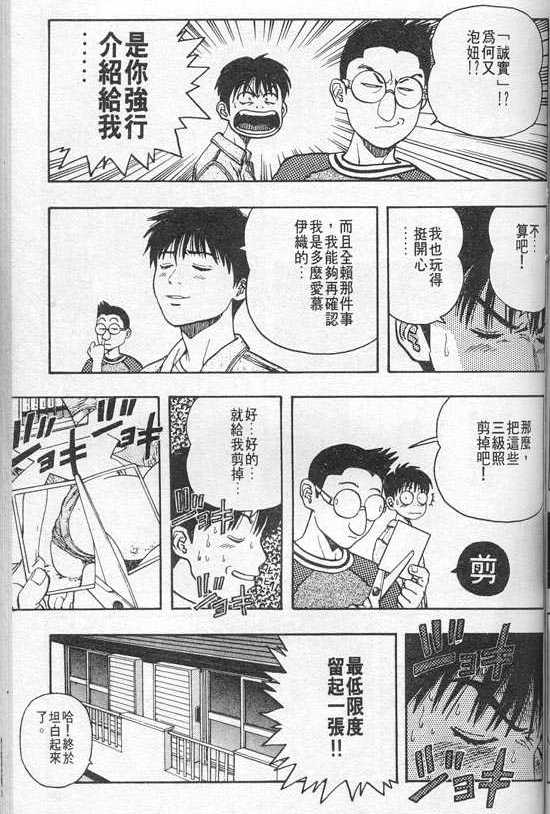 「誠實」!?
爲何又
泡妞!?
是你強行
介紹給我
⋯⋯
不⋯
算吧！
我也玩得
挺開心
⋯⋯
而且全賴那件事
，我能夠再確認
我是多麼愛慕
伊織的⋯
那麼，
把這些
三級照
剪掉吧！
剪
好⋯好的⋯
就給我剪掉⋯
ジョキ
ジョキ
ジョキ
ジョキ
ジョキ
最低限度
留起一張!!
哈！終於
坦白起來
了。